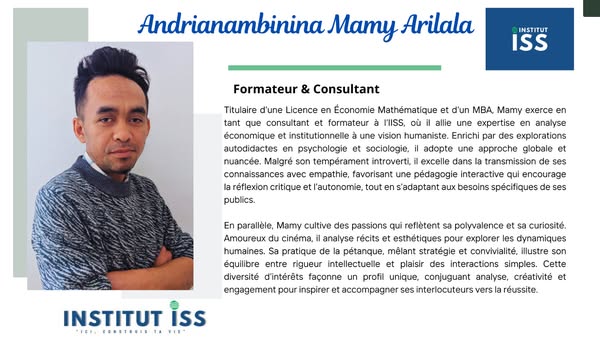 Andrianambinina Mamy Arilala
INSTITUT
ISS
Formateur & Consultant
Titulaire d'une Licence en Économie Mathématique et d'un MBA, Mamy exerce en
tant que consultant et formateur à l'IISS, où il allie une expertise en analyse
économique et institutionnelle à une vision humaniste. Enrichi par des explorations
autodidactes en psychologie et sociologie, il adopte une approche globale et
nuancée. Malgré son tempérament introverti, il excelle dans la transmission de ses
connaissances avec empathie, favorisant une pédagogie interactive qui encourage
la réflexion critique et l'autonomie, tout en s'adaptant aux besoins spécifiques de ses
publics.
En parallèle, Mamy cultive des passions qui reflètent sa polyvalence et sa curiosité.
Amoureux du cinéma, il analyse récits et esthétiques pour explorer les dynamiques
humaines. Sa pratique de la pétanque, mêlant stratégie et convivialité, illustre son
équilibre entre rigueur intellectuelle et plaisir des interactions simples. Cette
diversité d'intérêts façonne un profil unique, conjuguant analyse, créativité et
engagement pour inspirer et accompagner ses interlocuteurs vers la réussite.
INSTITUT ISS
"ICI, CONSTRUIS TA VIE"